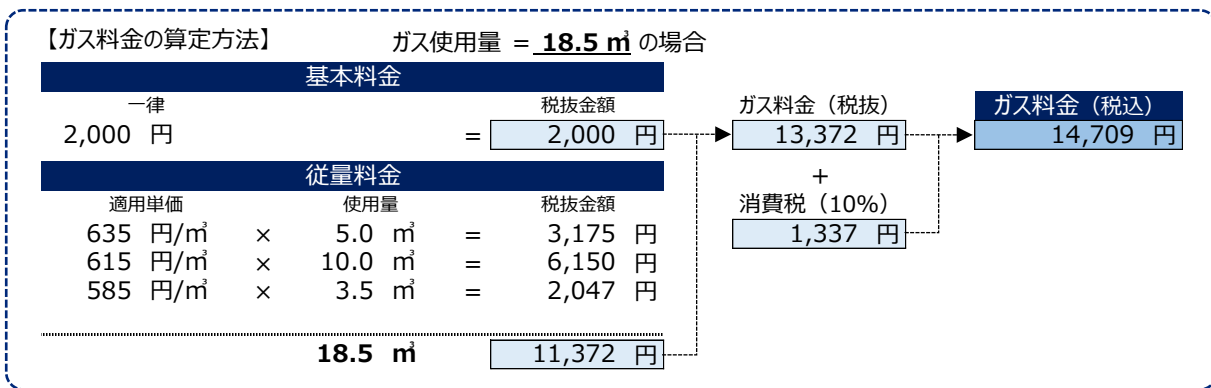 【ガス料金の算定方法】 ガス使用量 = 18.5 ㎥ の場合
基本料金
一律 税抜金額
2,000 円 = 2,000 円
従量料金
適用単価 使用量 税抜金額
635 円/㎥ × 5.0 ㎥ = 3,175 円
615 円/㎥ × 10.0 ㎥ = 6,150 円
585 円/㎥ × 3.5 ㎥ = 2,047 円
18.5 ㎥ 11,372 円
ガス料金（税抜）
13,372 円
+
消費税（10%）
1,337 円
ガス料金（税込）
14,709 円